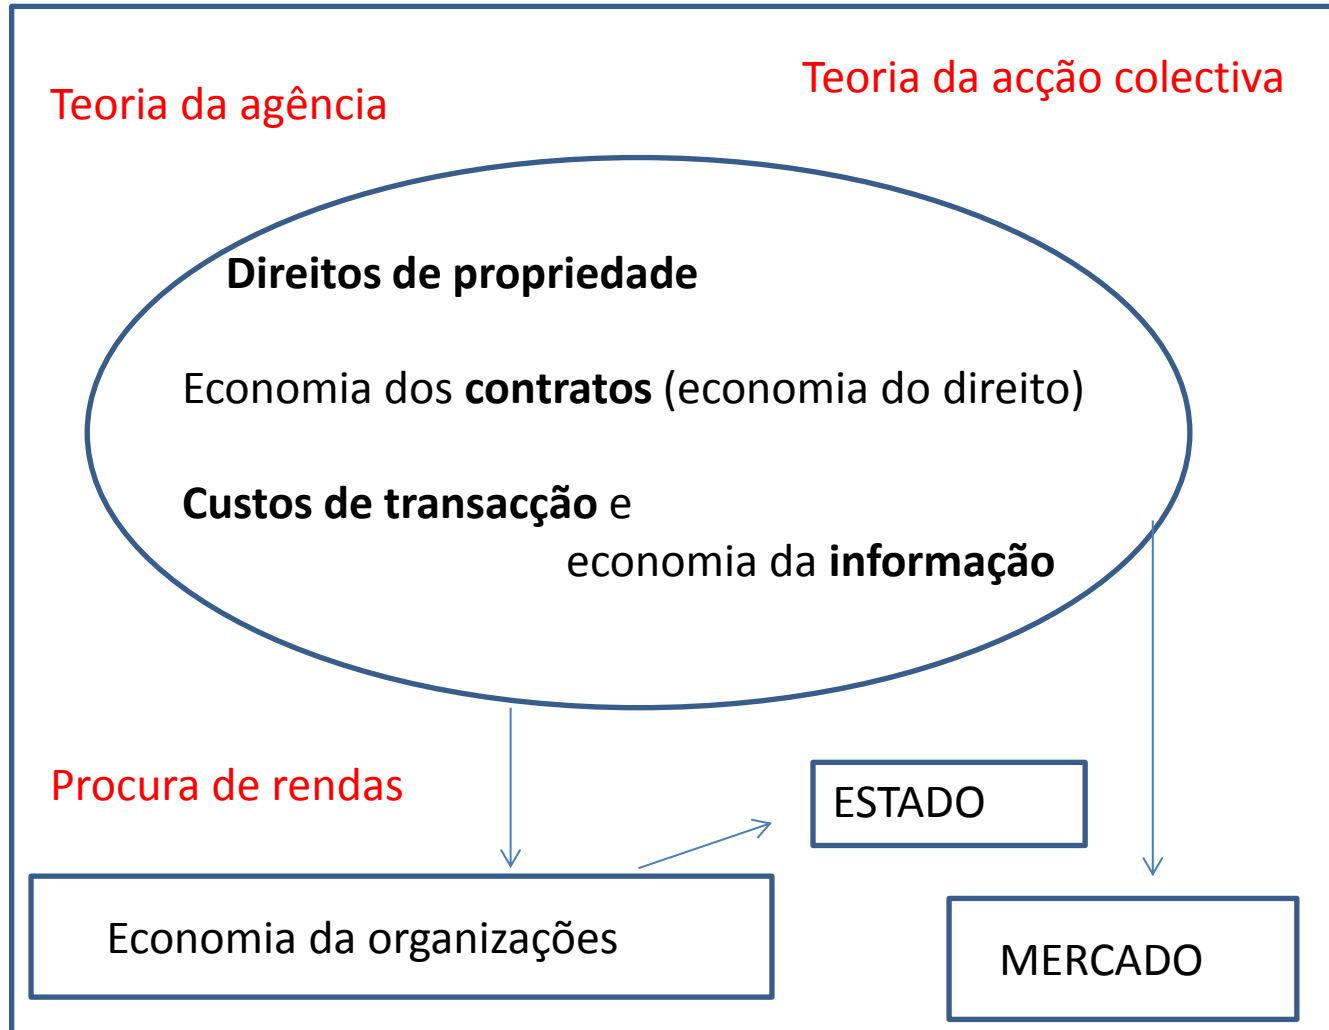 Teoria da agência
Teoria da acção colectiva
Direitos de propriedade
Economia dos contratos (economia do direito)
Custos de transacção e
economia da informação
Procura de rendas
ESTADO
Economia da organizações
MERCADO